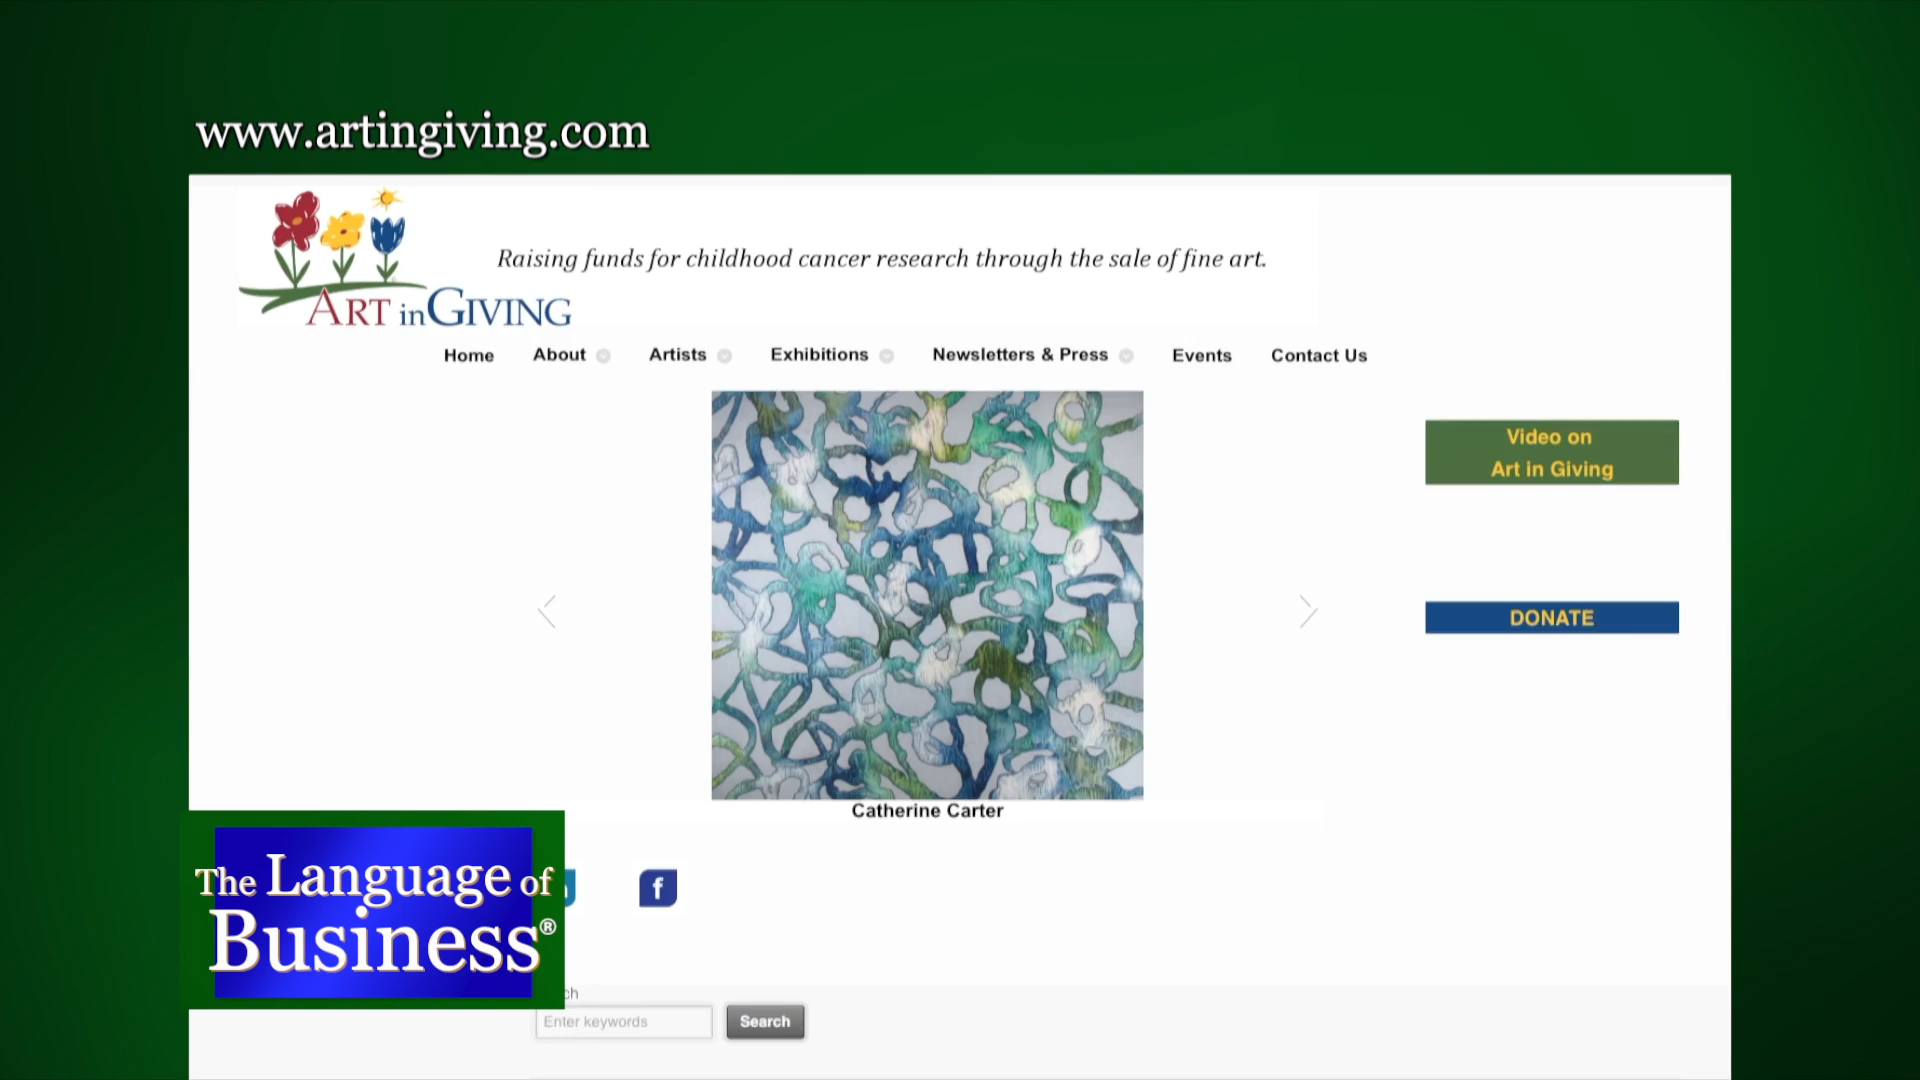 www.artingiving.com
Raising funds for childhood cancer research through the sale of fine art.
ART in GIVING
Home About Artists Exhibitions Newsletters & Press Events Contact Us
Video on
Art in Giving
DONATE
Catherine Carter
f
The Language of
Business®
ch
Enter keywords Search